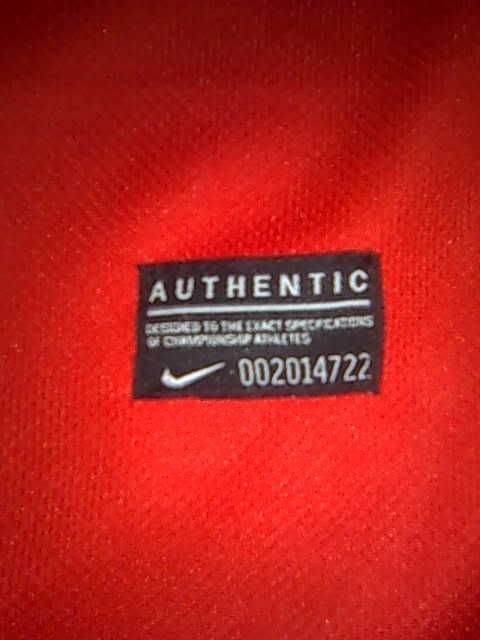 AUTHENTIC
DESIGNED TO THE EXACT SPECIFICATIONS
OF CHAMPIONSHIP ATHLETES
002014722